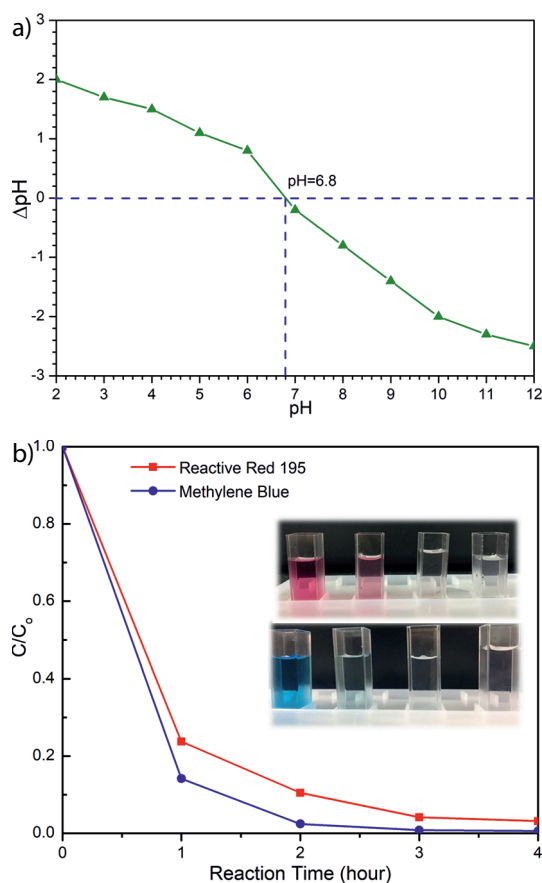 a)
3
2
1
0
-1
-2
-3
ΔpH
pH=6.8
2 3 4 5 6 7 8 9 10 11 12
pH
b)
1.0
0.8
0.6
0.4
0.2
0.0
C/Co
Reactive Red 195
Methylene Blue
0 1 2 3 4
Reaction Time (hour)